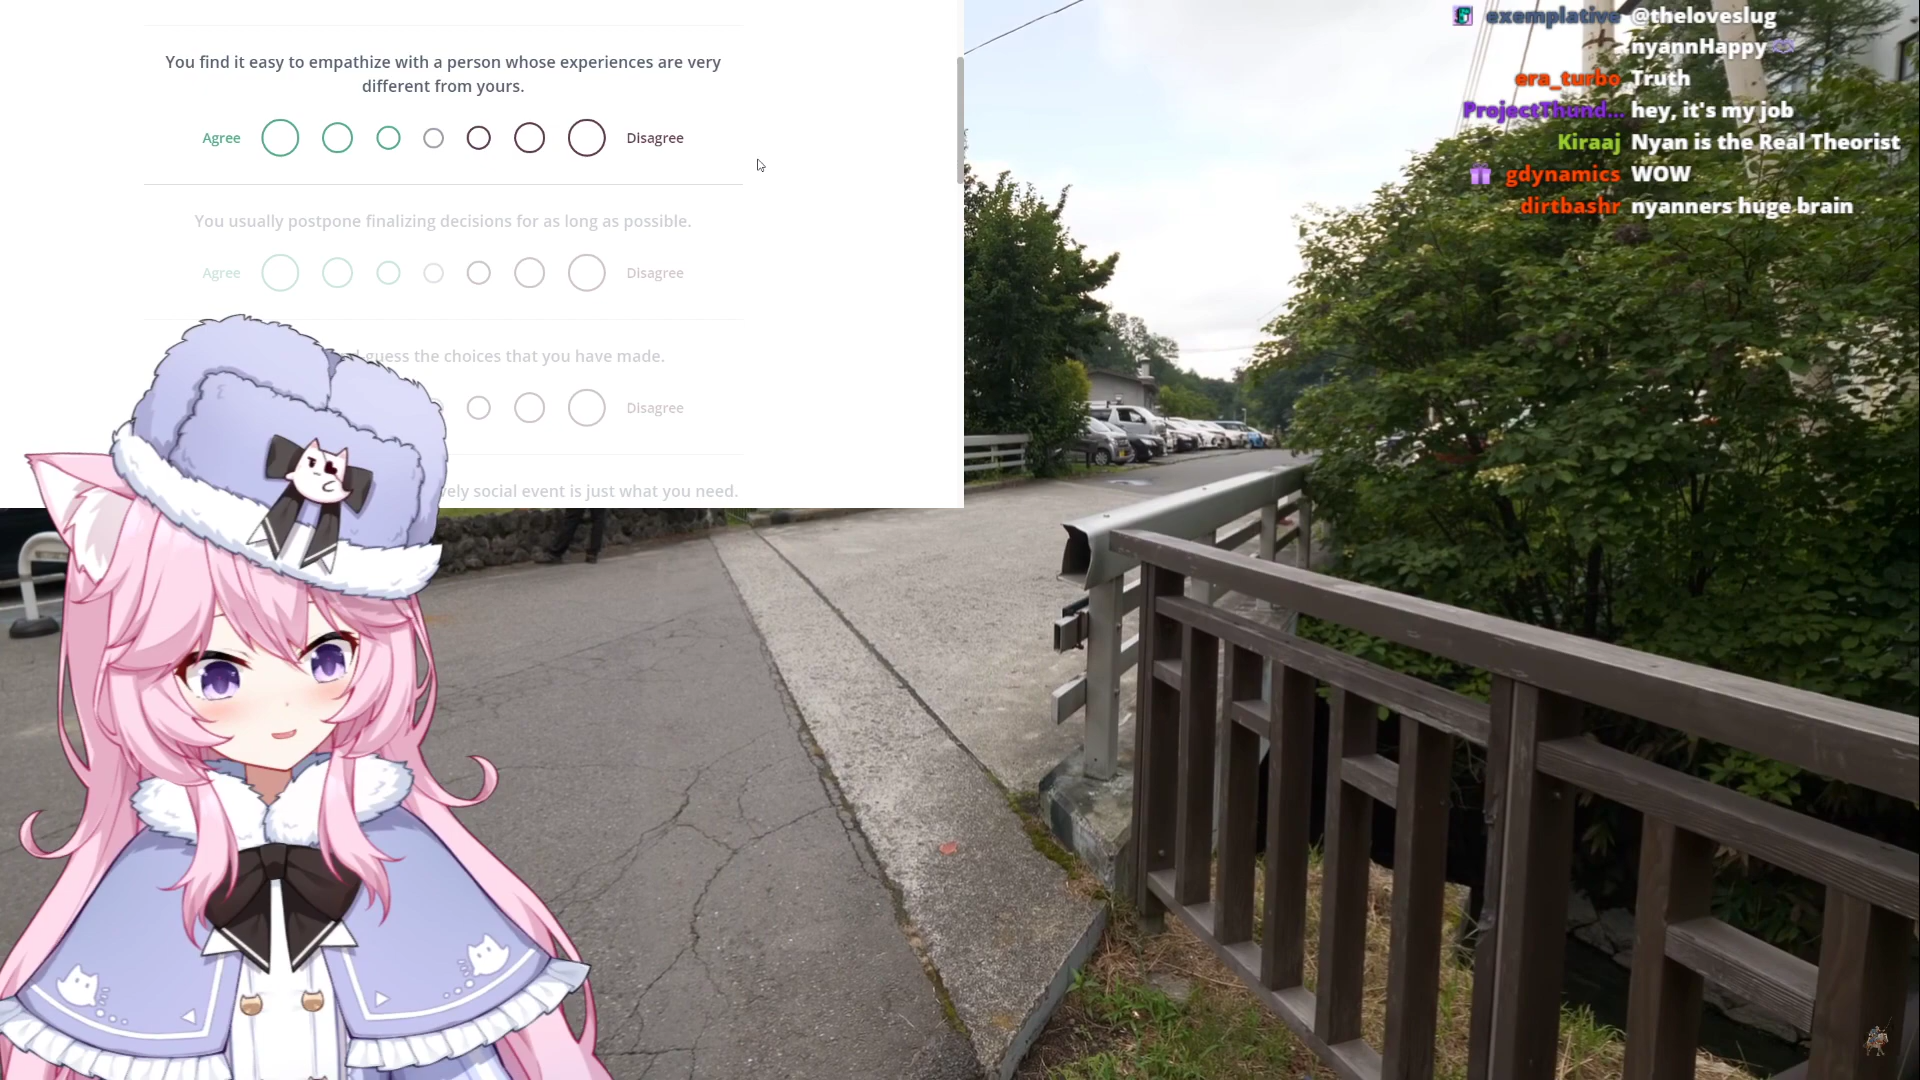 You find it easy to empathize with a person whose experiences are very
different from yours.
Agree Disagree
You usually postpone finalizing decisions for as long as possible.
Agree Disagree
guess the choices that you have made.
Disagree
vely social event is just what you need.
exemplative @theloveslug
nyannHappy
era_turbo Truth
ProjectThund... hey, it's my job
Kiraaj Nyan is the Real Theorist
gdynamics WOW
dirtbashr nyanners huge brain